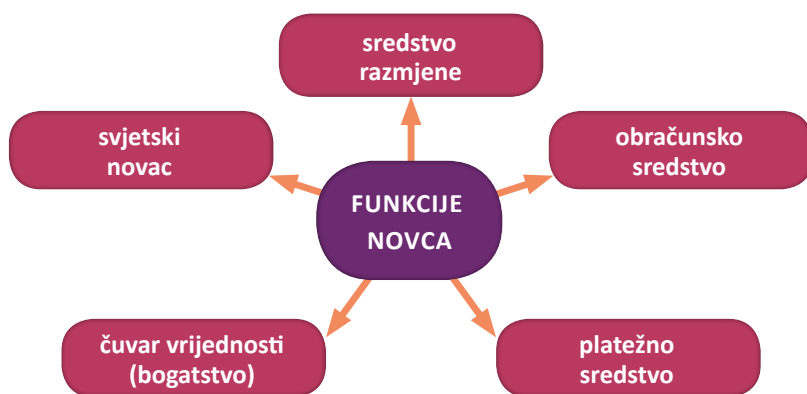 sredstvo
razmjene
svjetski
novac
obračunsko
sredstvo
FUNKCIJE
NOVCA
čuvar vrijednosti
(bogatstvo)
platežno
sredstvo